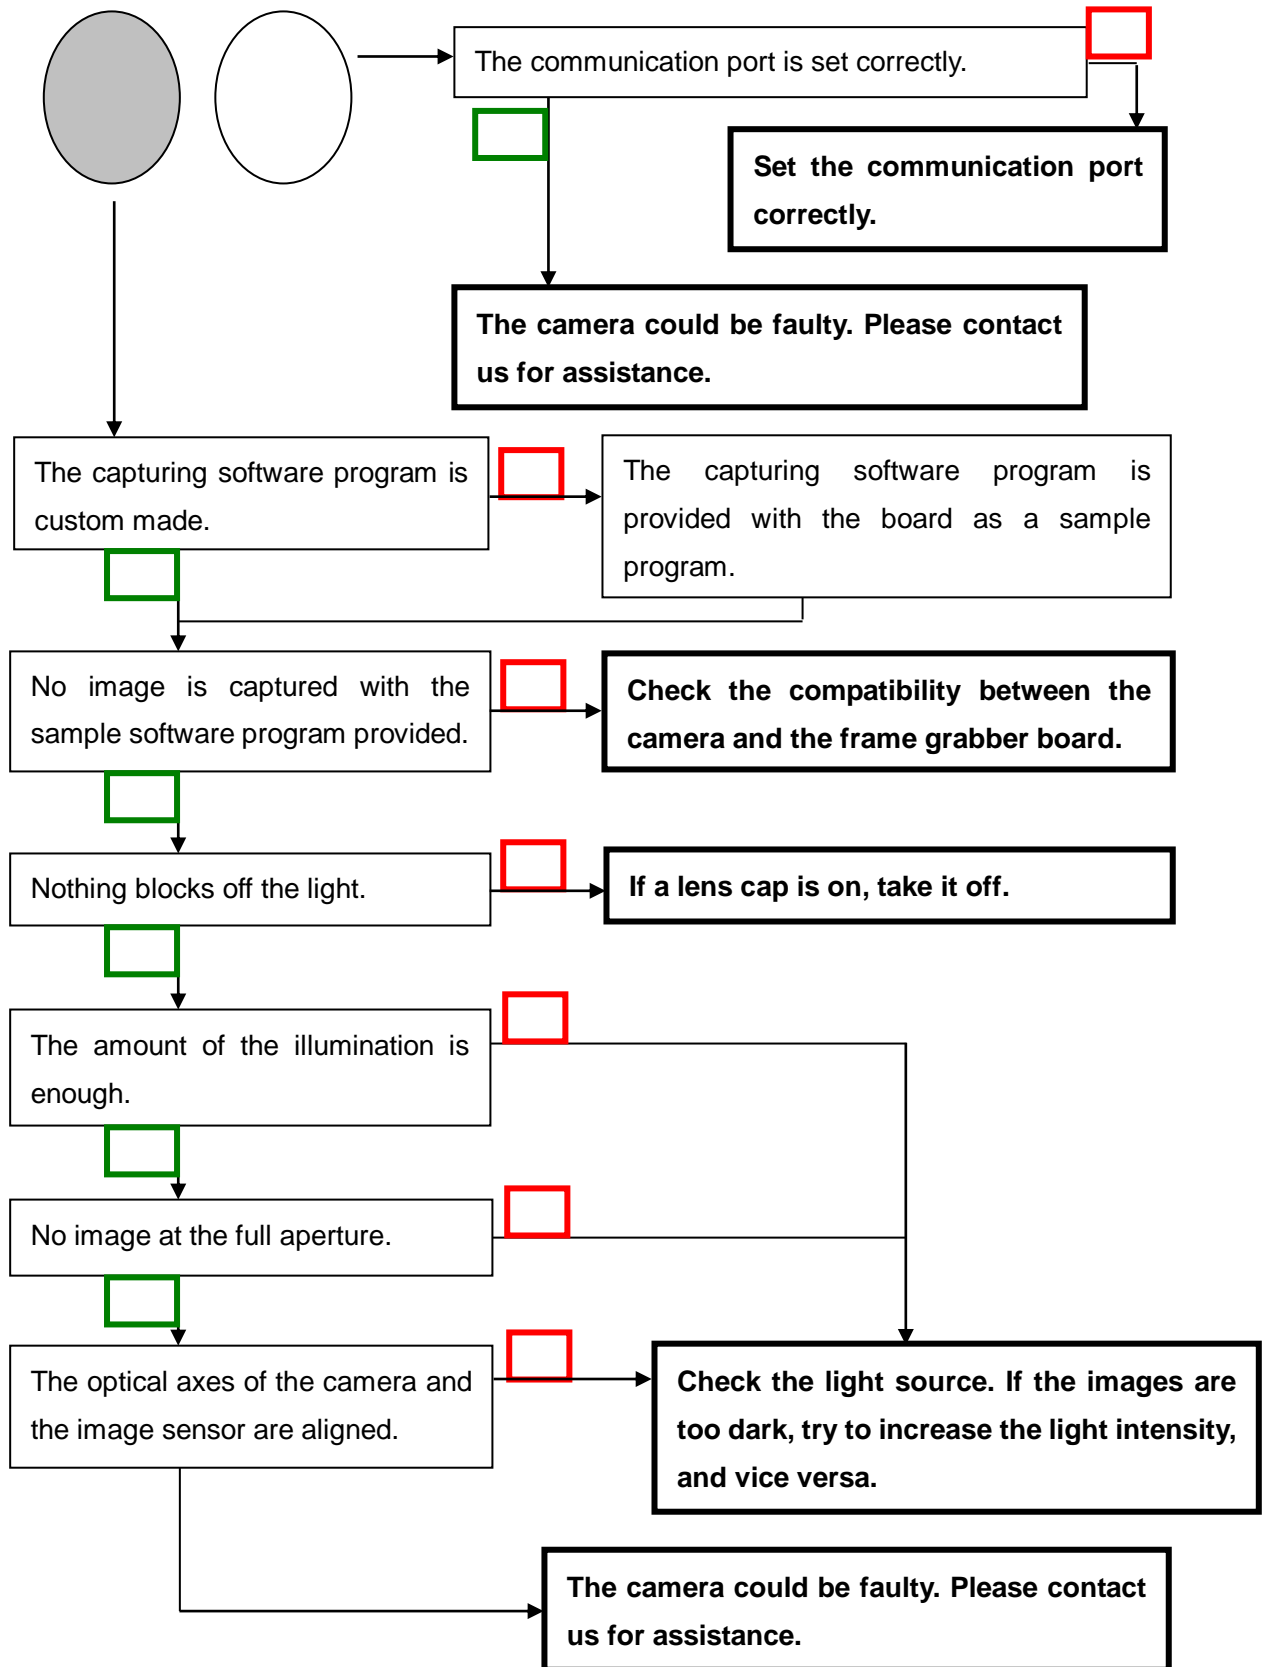 The communication port is set correctly.
Set the communication port
correctly.
The camera could be faulty. Please contact
us for assistance.
The capturing software program is
custom made.
The capturing software program is
provided with the board as a sample
program.
No image is captured with the
sample software program provided.
Check the compatibility between the
camera and the frame grabber board.
Nothing blocks off the light.
If a lens cap is on, take it off.
The amount of the illumination is
enough.
No image at the full aperture.
The optical axes of the camera and
the image sensor are aligned.
Check the light source. If the images are
too dark, try to increase the light intensity,
and vice versa.
The camera could be faulty. Please contact
us for assistance.